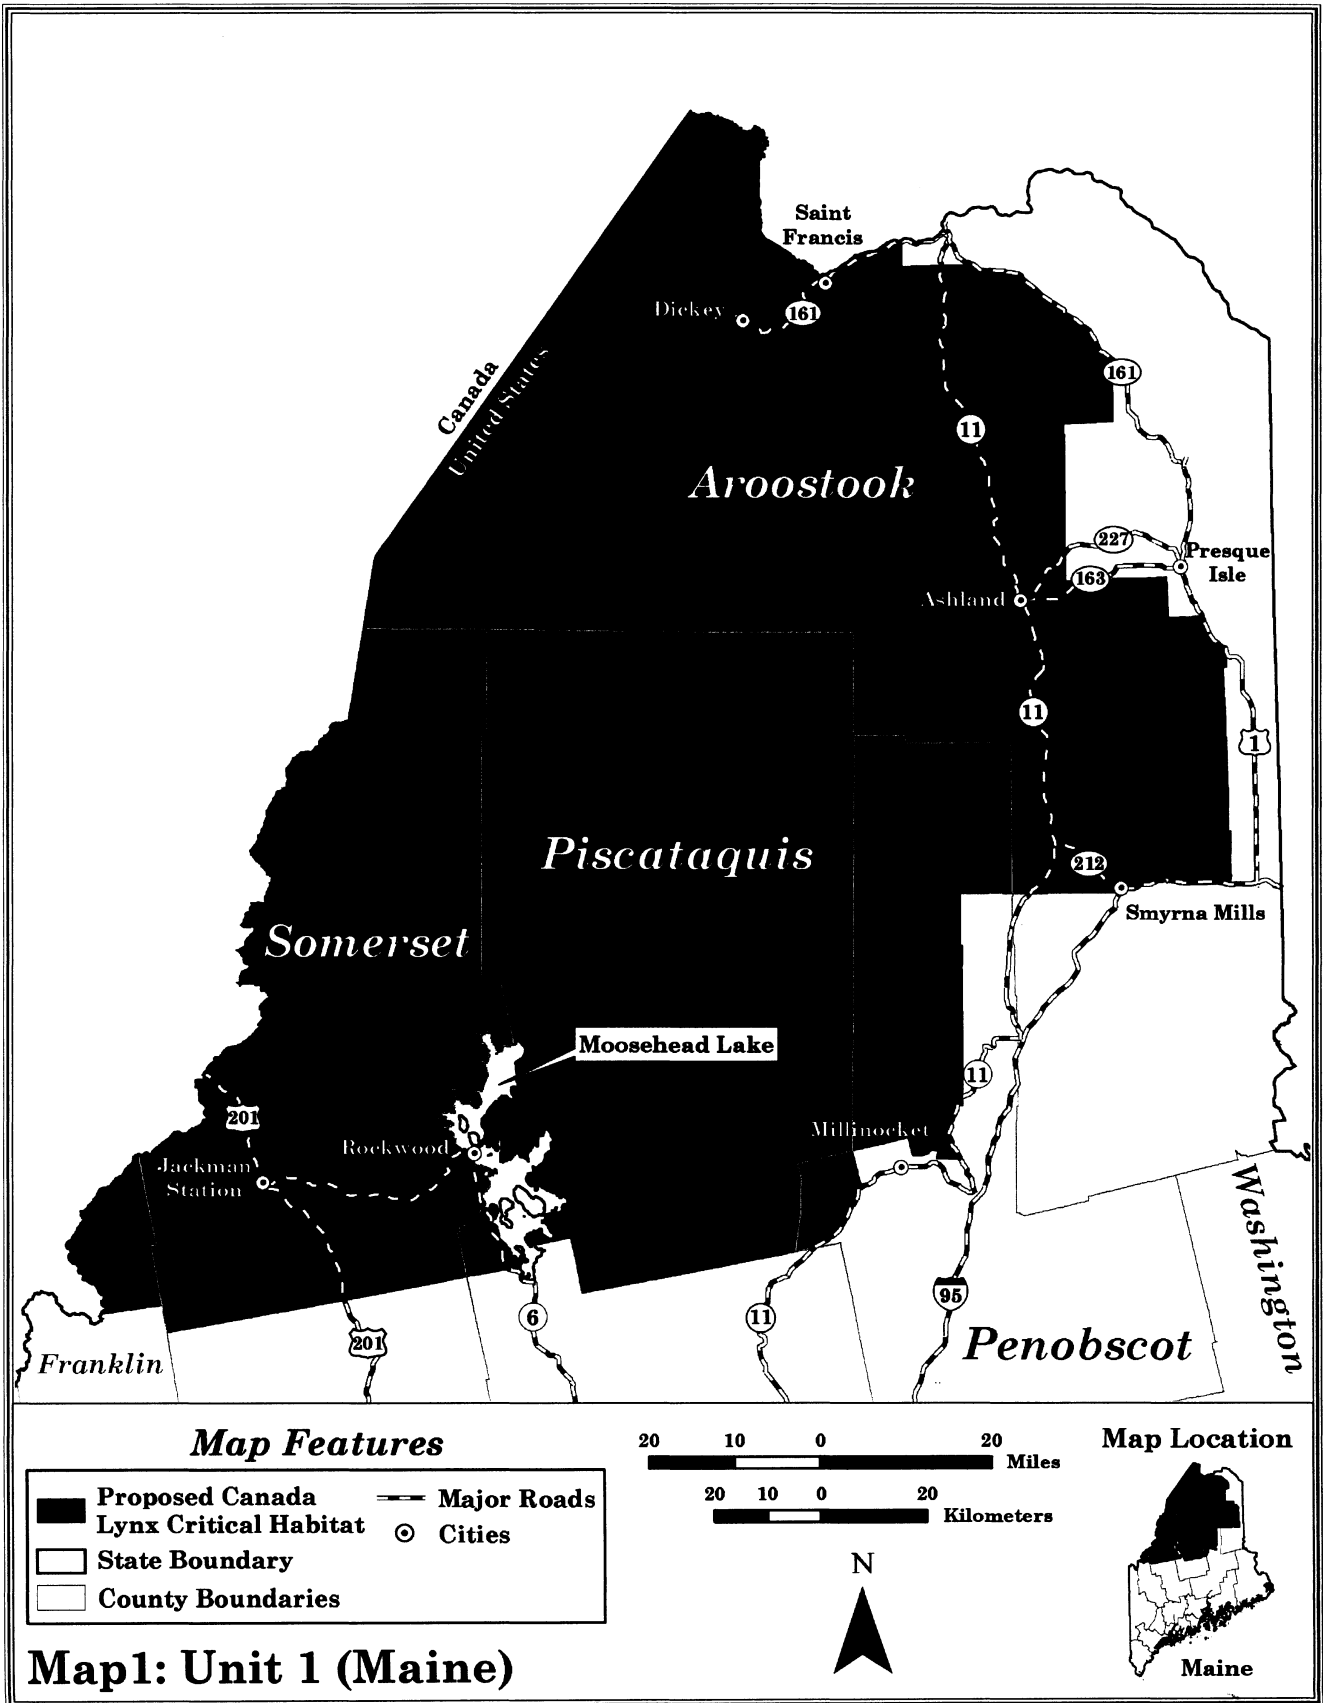 Saint
Francis
Dickey
161
Canada
United States
161
11
Aroostook
227
Presque
Isle
163
Ashland
11
1
Piscataquis
212
Smyrna Mills
Somerset
Moosehead Lake
11
201
Millinocket
Rockwood
Jackman
Station
Washington
95
6
11
201
Penobscot
Franklin
Map Features
Proposed Canada
Lynx Critical Habitat
State Boundary
County Boundaries
Major Roads
Cities
20 10 0 20
Miles
20 10 0 20
Kilometers
N
Map Location
Maine
Map1: Unit 1 (Maine)